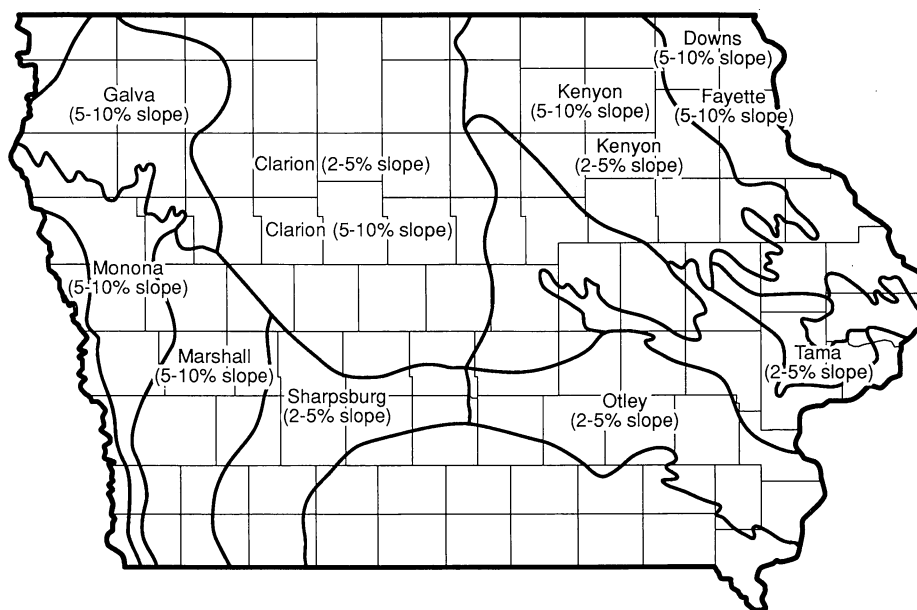 Downs
(5-10% slope)
Galva
(5-10% slope)
Kenyon
(5-10% slope)
Fayette
(5-10% slope)
Kenyon
(2-5% slope)
Clarion (2-5% slope)
Clarion (5-10% slope)
Monona
(5-10% slope)
Marshall
(5-10% slope)
Tama
(2-5% slope)
Sharpsburg
(2-5% slope)
Otley
(2-5% slope)